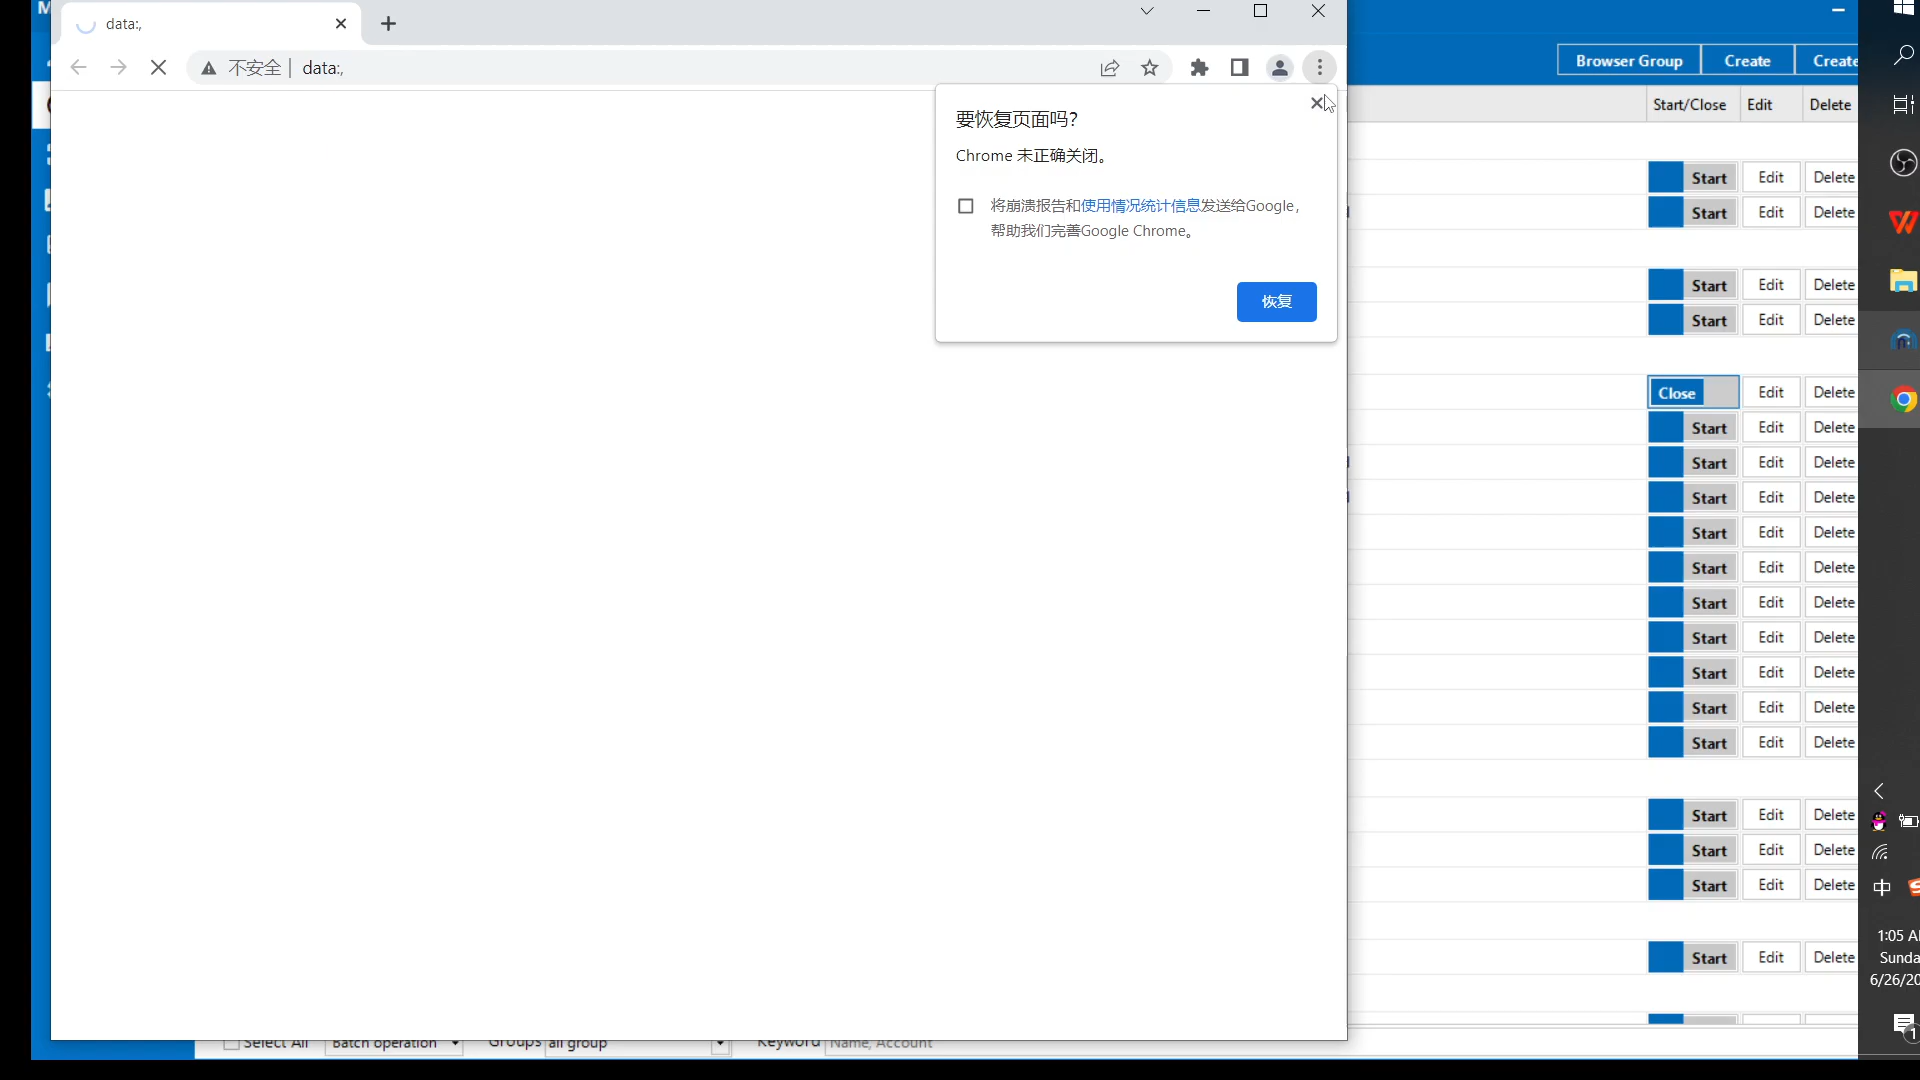 data:,
不安全 | data:,
Browser Group Create Create
要恢复页面吗?
Chrome 未正确关闭。
将崩溃报告和使用情况统计信息发送给Google,
帮助我们完善Google Chrome。
恢复
Start/Close Edit Delete
Start Edit Delete
Start Edit Delete
Start Edit Delete
Start Edit Delete
Close Edit Delete
Start Edit Delete
Start Edit Delete
Start Edit Delete
Start Edit Delete
Start Edit Delete
Start Edit Delete
Start Edit Delete
Start Edit Delete
Start Edit Delete
Start Edit Delete
Start Edit Delete
Start Edit Delete
Start Edit Delete
Start Edit Delete
Select All Batch operation Groups all group Keyword Name, Account
中
1:05 A
Sunda
6/26/20
1